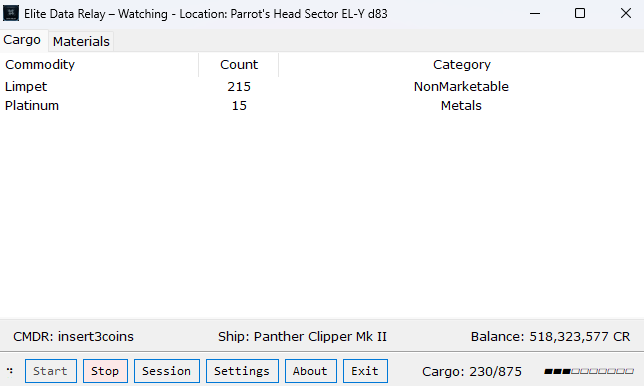 Elite Data Relay – Watching - Location: Parrot's Head Sector EL-Y d83
Cargo Materials
Commodity Count Category
Limpet 215 NonMarketable
Platinum 15 Metals
CMDR: insert3coins Ship: Panther Clipper Mk II Balance: 518,323,577 CR
Start Stop Session Settings About Exit Cargo: 230/875